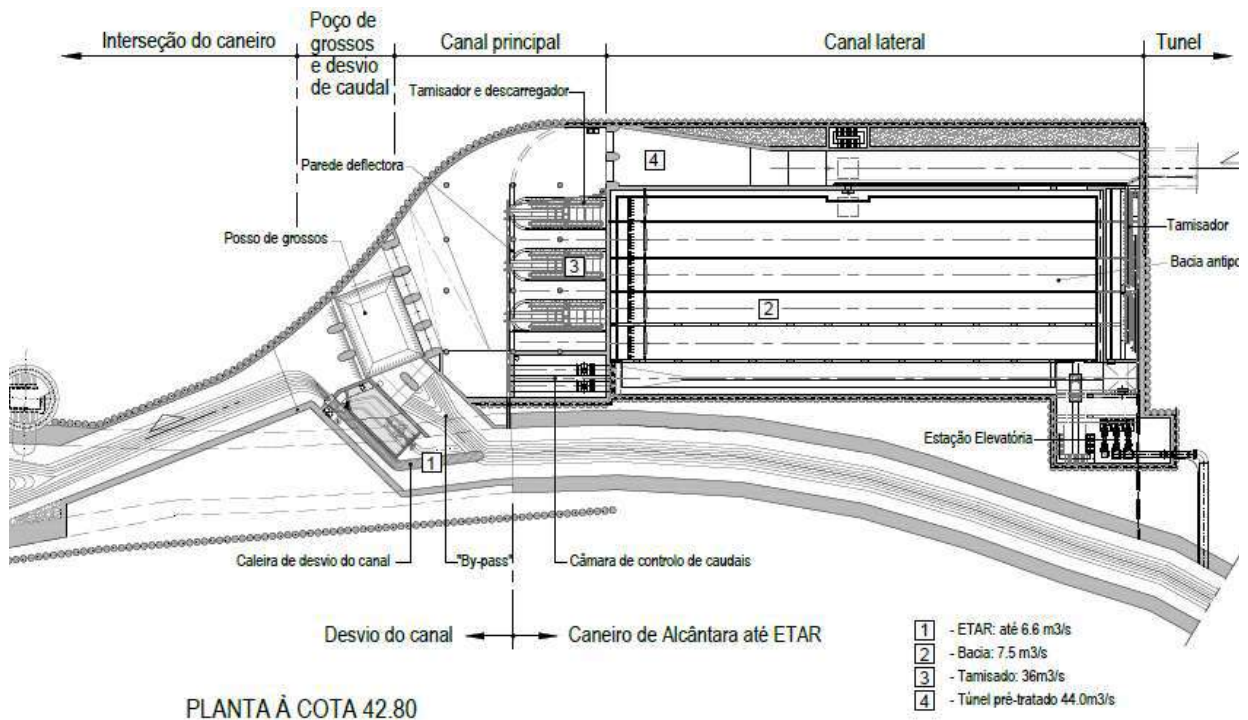 Interseção do caneiro
Poço de
grossos
e desvio
de caudal
Canal principal
Canal lateral
Tunel
Tamisador e descarregador
Parede deflectora
Posso de grossos
4
3
2
1
Tamisador
Bacia antipo
Estação Elevatória
Caleira de desvio do canal
"By-pass"
Câmara de controlo de caudais
Desvio do canal
Caneiro de Alcântara até ETAR
1 - ETAR: até 6.6 m3/s
2 - Bacia: 7.5 m3/s
3 - Tamisado: 36m3/s
4 - Túnel pré-tratado 44.0m3/s
PLANTA À COTA 42.80